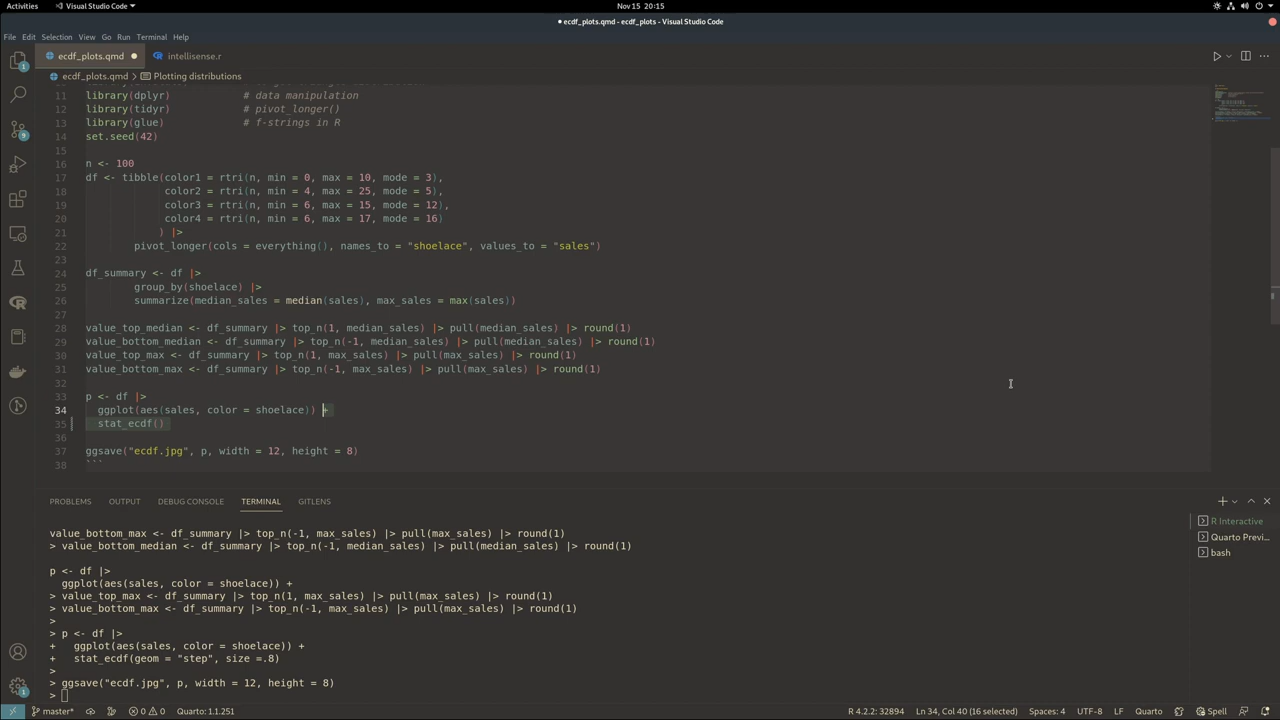 Activities
Visual Studio Code
Nov 15 20:15
● ecdf_plots.qmd - ecdf_plots - Visual Studio Code
File Edit Selection View Go Run Terminal Help
ecdf_plots.qmd ●
intellisense.r
ecdf_plots.qmd > Plotting distributions
11 library(dplyr) # data manipulation
12 library(tidyr) # pivot_longer()
13 library(glue) # f-strings in R
14 set.seed(42)
15
16 n <- 100
17 df <- tibble(color1 = rtri(n, min = 0, max = 10, mode = 3),
18 color2 = rtri(n, min = 4, max = 25, mode = 5),
19 color3 = rtri(n, min = 6, max = 15, mode = 12),
20 color4 = rtri(n, min = 6, max = 17, mode = 16)
21 ) |>
22 pivot_longer(cols = everything(), names_to = "shoelace", values_to = "sales")
23
24 df_summary <- df |>
25 group_by(shoelace) |>
26 summarize(median_sales = median(sales), max_sales = max(sales))
27
28 value_top_median <- df_summary |> top_n(1, median_sales) |> pull(median_sales) |> round(1)
29 value_bottom_median <- df_summary |> top_n(-1, median_sales) |> pull(median_sales) |> round(1)
30 value_top_max <- df_summary |> top_n(1, max_sales) |> pull(max_sales) |> round(1)
31 value_bottom_max <- df_summary |> top_n(-1, max_sales) |> pull(max_sales) |> round(1)
32
33 p <- df |>
34 ggplot(aes(sales, color = shoelace)) +
35 stat_ecdf()
36
37 ggsave("ecdf.jpg", p, width = 12, height = 8)
38 ```
PROBLEMS OUTPUT DEBUG CONSOLE TERMINAL GITLENS
value_bottom_max <- df_summary |> top_n(-1, max_sales) |> pull(max_sales) |> round(1)
> value_bottom_median <- df_summary |> top_n(-1, median_sales) |> pull(median_sales) |> round(1)
p <- df |>
ggplot(aes(sales, color = shoelace)) +
> value_top_max <- df_summary |> top_n(1, max_sales) |> pull(max_sales) |> round(1)
> value_bottom_max <- df_summary |> top_n(-1, max_sales) |> pull(max_sales) |> round(1)
>
> p <- df |>
+ ggplot(aes(sales, color = shoelace)) +
+ stat_ecdf(geom = "step", size =.8)
>
> ggsave("ecdf.jpg", p, width = 12, height = 8)
>
R Interactive
Quarto Previ...
bash
master* 0 0 Quarto: 1.1.251
R 4.2.2: 32894 Ln 34, Col 40 (16 selected) Spaces: 4 UTF-8 LF Quarto Spell